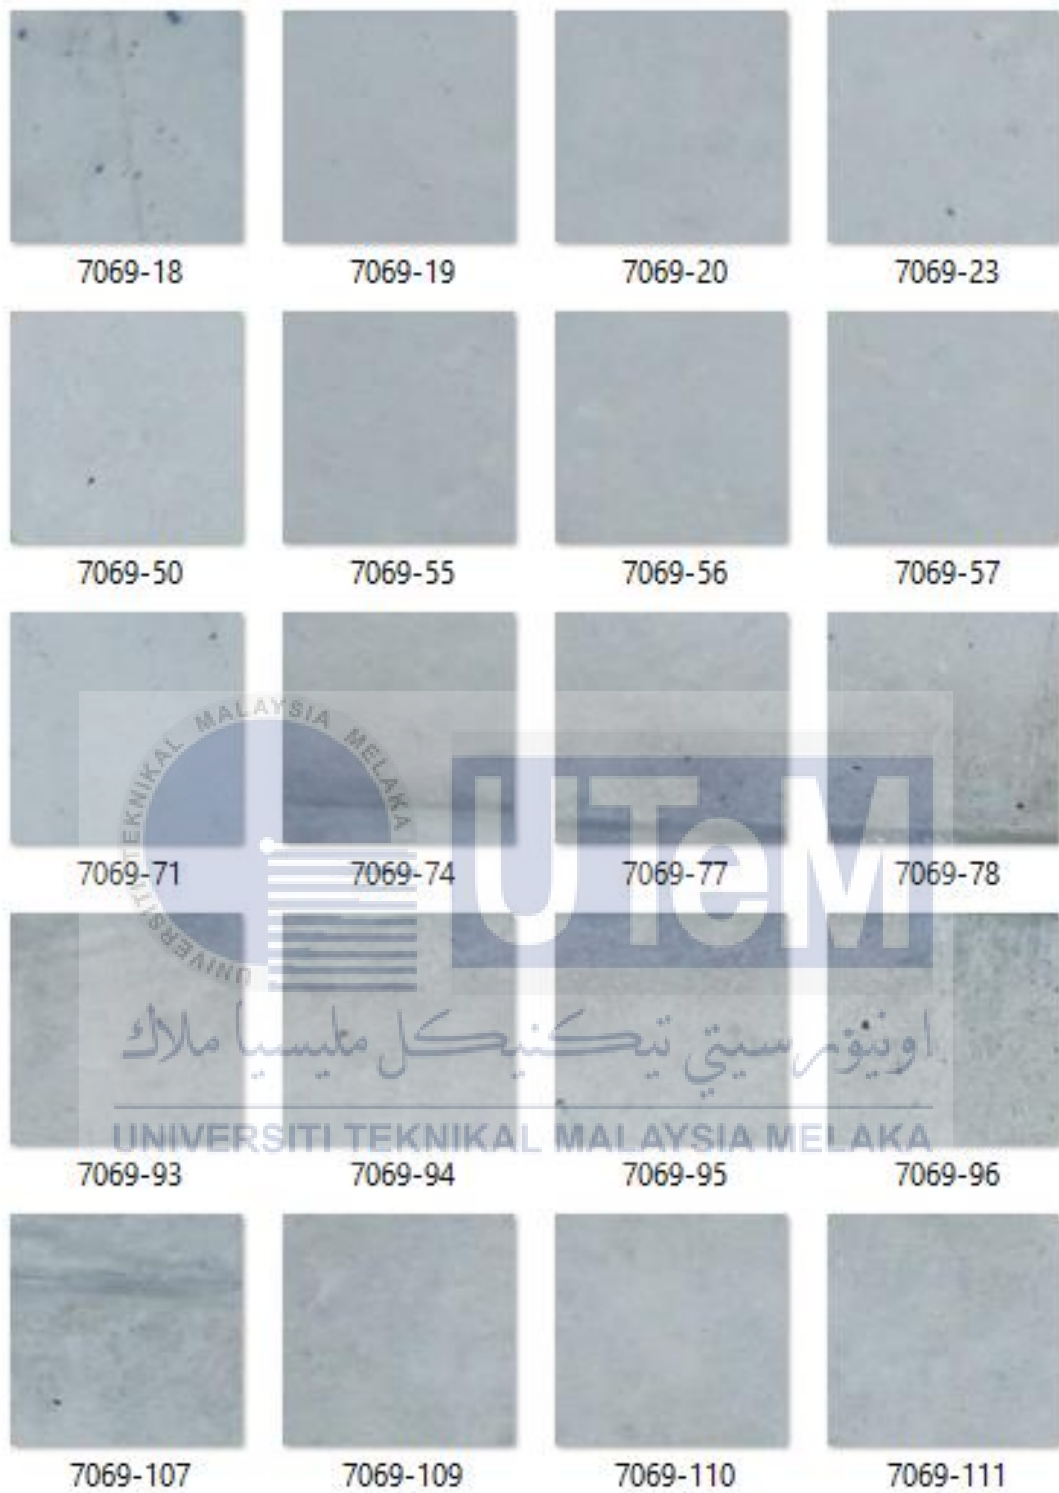 7069-18 7069-19 7069-20 7069-23
7069-50 7069-55 7069-56 7069-57
7069-71 7069-74 7069-77 7069-78
UNIVERSITI TEKNIKAL MALAYSIA MELAKA
UTeM
7069-93 7069-94 7069-95 7069-96
اونيۏرسيتي تيكنيكل مليسيا ملاك
UNIVERSITI TEKNIKAL MALAYSIA MELAKA
7069-107 7069-109 7069-110 7069-111